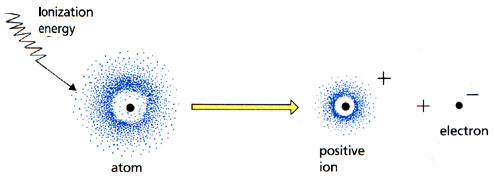 Ionization
energy
atom
+
positive
ion
+
−
electron